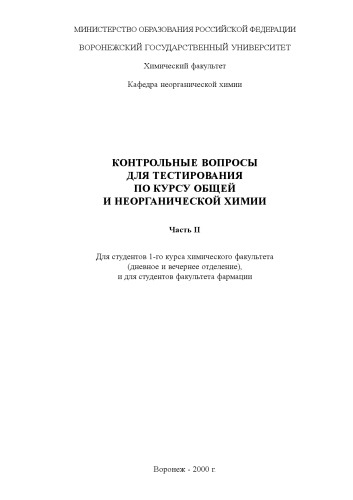 МИНИСТЕРСТВО ОБРАЗОВАНИЯ РОССИЙСКОЙ ФЕДЕРАЦИИ
ВОРОНЕЖСКИЙ ГОСУДАРСТВЕННЫЙ УНИВЕРСИТЕТ
Химический факультет
Кафедра неорганической химии
КОНТРОЛЬНЫЕ ВОПРОСЫ
ДЛЯ ТЕСТИРОВАНИЯ
ПО КУРСУ ОБЩЕЙ
И НЕОРГАНИЧЕСКОЙ ХИМИИ
Часть II
Для студентов 1-го курса химического факультета
(дневное и вечернее отделение),
и для студентов факультета фармации
Воронеж - 2000 г.